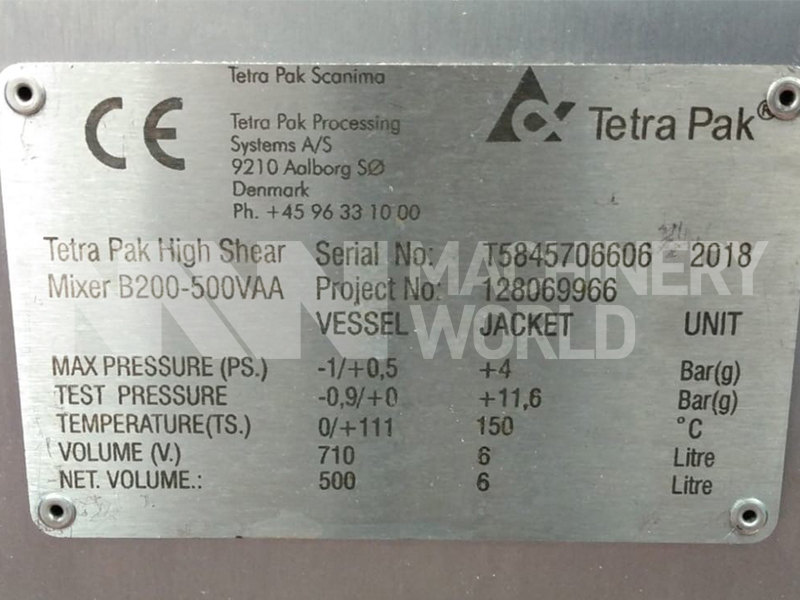 Tetra Pak Scanima
CE
Tetra Pak®
Tetra Pak Processing
Systems A/S
9210 Aalborg SØ
Denmark
Ph. +45 96 33 10 00
Tetra Pak High Shear Serial No: T5845706606 2018
Mixer B200-500VAA Project No: 128069966
VESSEL JACKET UNIT
MAX PRESSURE (PS.) -1/+0,5 +4 Bar(g)
TEST PRESSURE -0,9/+0 +11,6 Bar(g)
TEMPERATURE(TS.) 0/+111 150 °C
VOLUME (V.) 710 6 Litre
NET. VOLUME.: 500 6 Litre
MACHINERY
WORLD